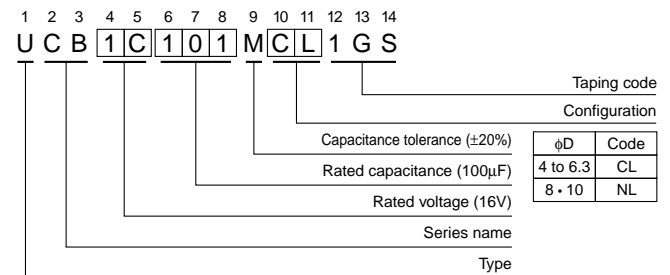 1 2 3 4 5 6 7 8 9 10 11 12 13 14
U C B 1 C 1 0 1 M C L 1 G S
Taping code
Configuration
Capacitance tolerance (±20%)
Rated capacitance (100μF)
Rated voltage (16V)
Series name
Type
ϕD Code
4 to 6.3 CL
8 • 10 NL